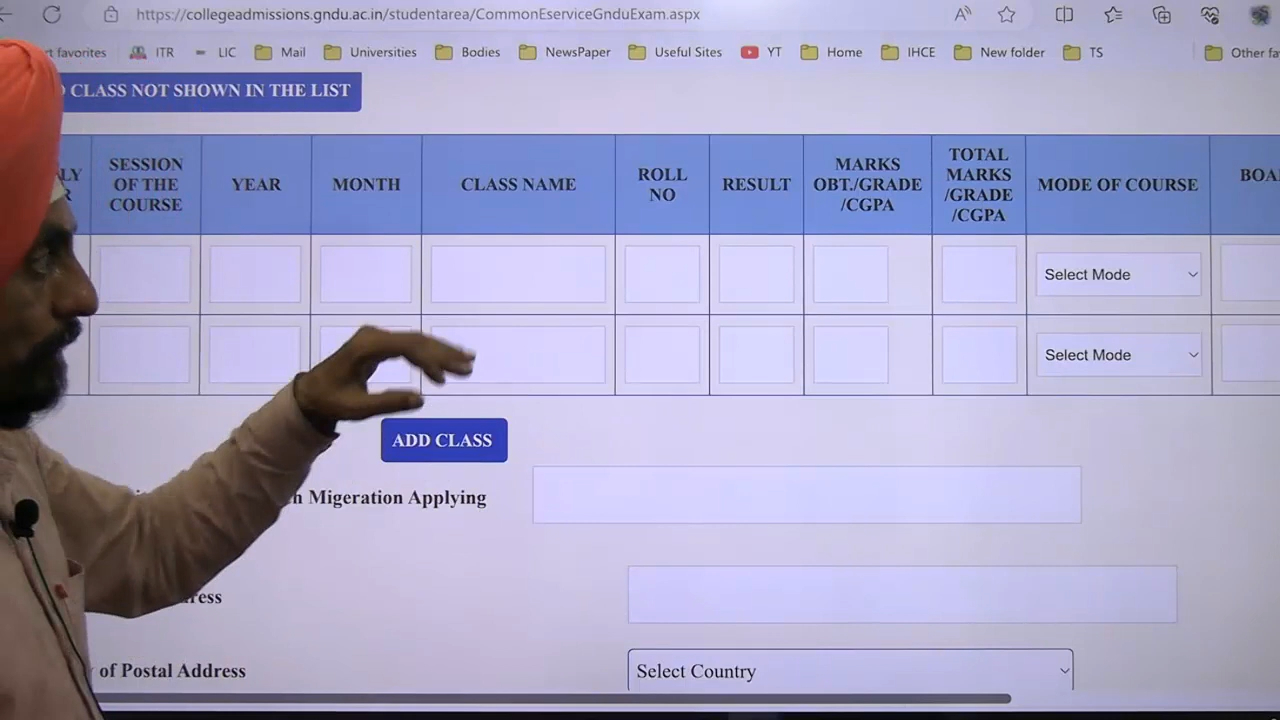 https://collegeadmissions.gndu.ac.in/studentarea/CommonEserviceGnduExam.aspx
favorites ITR LIC Mail Universities Bodies NewsPaper Useful Sites YT Home IHCE New folder TS Other
CLASS NOT SHOWN IN THE LIST
SESSION OF THE COURSE
YEAR
MONTH
CLASS NAME
ROLL NO
RESULT
MARKS OBT./GRADE /CGPA
TOTAL MARKS /GRADE /CGPA
MODE OF COURSE
Select Mode
Select Mode
ADD CLASS
Migeration Applying
of Postal Address
Select Country